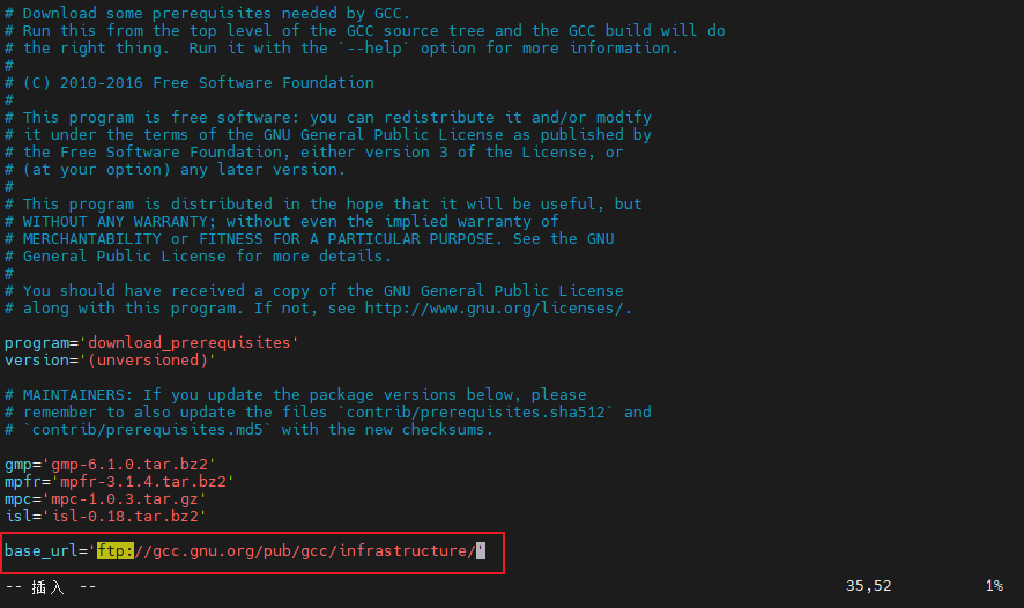 # Download some prerequisites needed by GCC.
# Run this from the top level of the GCC source tree and the GCC build will do
# the right thing.  Run it with the `--help` option for more information.
#
# (C) 2010-2016 Free Software Foundation
#
# This program is free software: you can redistribute it and/or modify
# it under the terms of the GNU General Public License as published by
# the Free Software Foundation, either version 3 of the License, or
# (at your option) any later version.
#
# This program is distributed in the hope that it will be useful, but
# WITHOUT ANY WARRANTY; without even the implied warranty of
# MERCHANTABILITY or FITNESS FOR A PARTICULAR PURPOSE. See the GNU
# General Public License for more details.
#
# You should have received a copy of the GNU General Public License
# along with this program. If not, see http://www.gnu.org/licenses/.
program='download_prerequisites'
version='(unversioned)'
# MAINTAINERS: If you update the package versions below, please
# remember to also update the files `contrib/prerequisites.sha512` and
# `contrib/prerequisites.md5` with the new checksums.
gmp='gmp-6.1.0.tar.bz2'
mpfr='mpfr-3.1.4.tar.bz2'
mpc='mpc-1.0.3.tar.gz'
isl='isl-0.18.tar.bz2'
base_url='ftp://gcc.gnu.org/pub/gcc/infrastructure/'
-- 插入 -- 35,52 1%